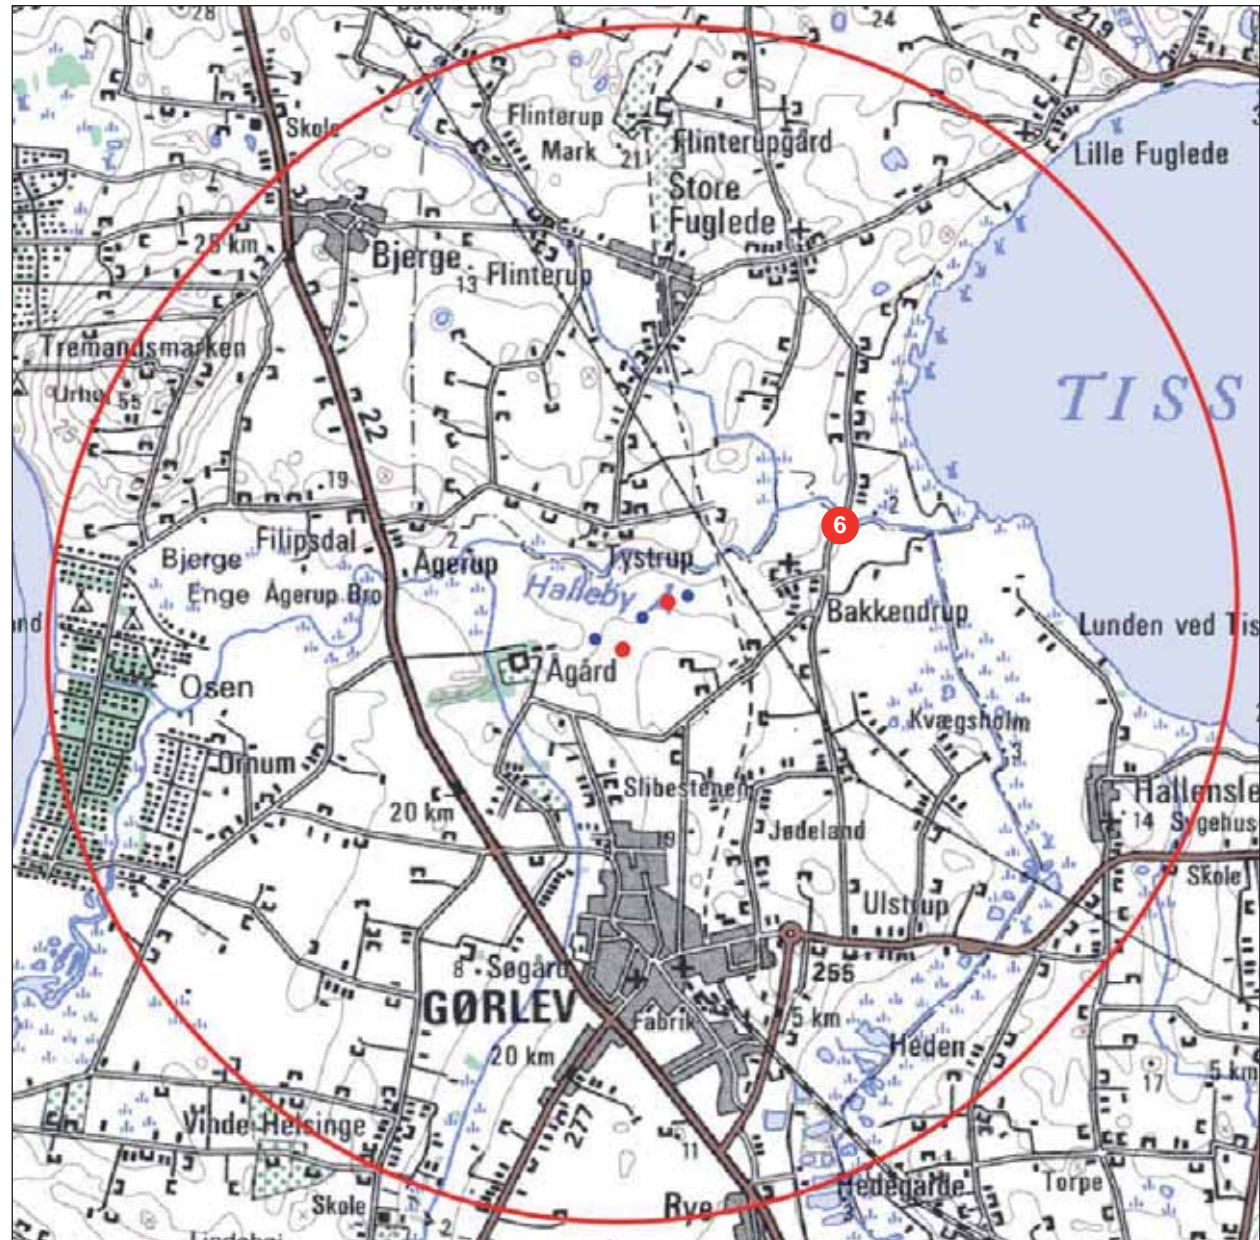 28
24
219
Skole
Flinterup
Mark
21
Flinterupgård
Lille Fuglede
Store
Fuglede
25 km
Bjerge
13
Flinterup
Tremandsmarken
55
25
TISS
22
19
2
2
6
Filipsdal
Bjerge
Enge
Ågerup
Ågerup Bro
Tystrup
Halleby Å
Bakkendrup
Lunden ved Tis
Ågård
Osen
Kvægsholm
Ornum
Slibestenen
Hallensle
20 km
14
Sygehus
19
Jødeland
Skole
Ulstrup
8
Søgård
255
GØRLEV
Fabrik
5 km
20 km
Heden
17
5 km
Vinde Helsinge
277
11
Skole
Rye
Hedegårde
Torpe
2